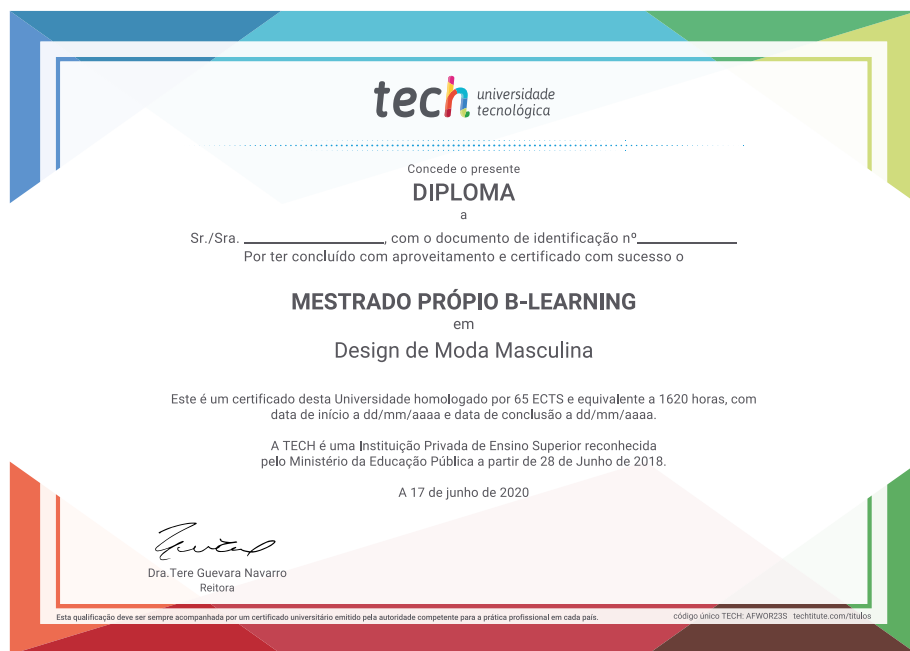 tech universidade
tecnológica
Concede o presente
DIPLOMA
a
Sr./Sra. ____________________, com o documento de identificação nº______________
Por ter concluído com aproveitamento e certificado com sucesso o
MESTRADO PRÓPIO B-LEARNING
em
Design de Moda Masculina
Este é um certificado desta Universidade homologado por 65 ECTS e equivalente a 1620 horas, com
data de início a dd/mm/aaaa e data de conclusão a dd/mm/aaaa.
A TECH é uma Instituição Privada de Ensino Superior reconhecida
pelo Ministério da Educação Pública a partir de 28 de Junho de 2018.
A 17 de junho de 2020
Dra.Tere Guevara Navarro
Reitora
Esta qualificação deve ser sempre acompanhada por um certificado universitário emitido pela autoridade competente para a prática profissional em cada país.
código único TECH: AFWOR23S techtitute.com/titulos